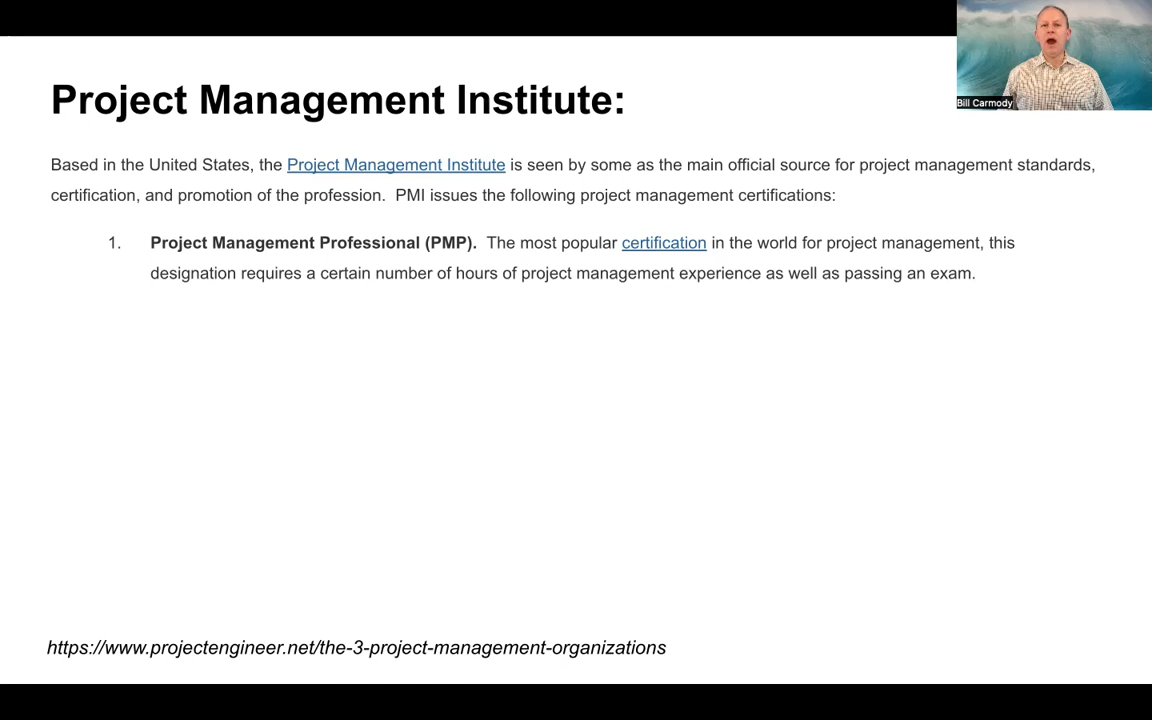 Bill Carmody
Project Management Institute:
Based in the United States, the Project Management Institute is seen by some as the main official source for project management standards,
certification, and promotion of the profession.  PMI issues the following project management certifications:
1. Project Management Professional (PMP).  The most popular certification in the world for project management, this
designation requires a certain number of hours of project management experience as well as passing an exam.
https://www.projectengineer.net/the-3-project-management-organizations